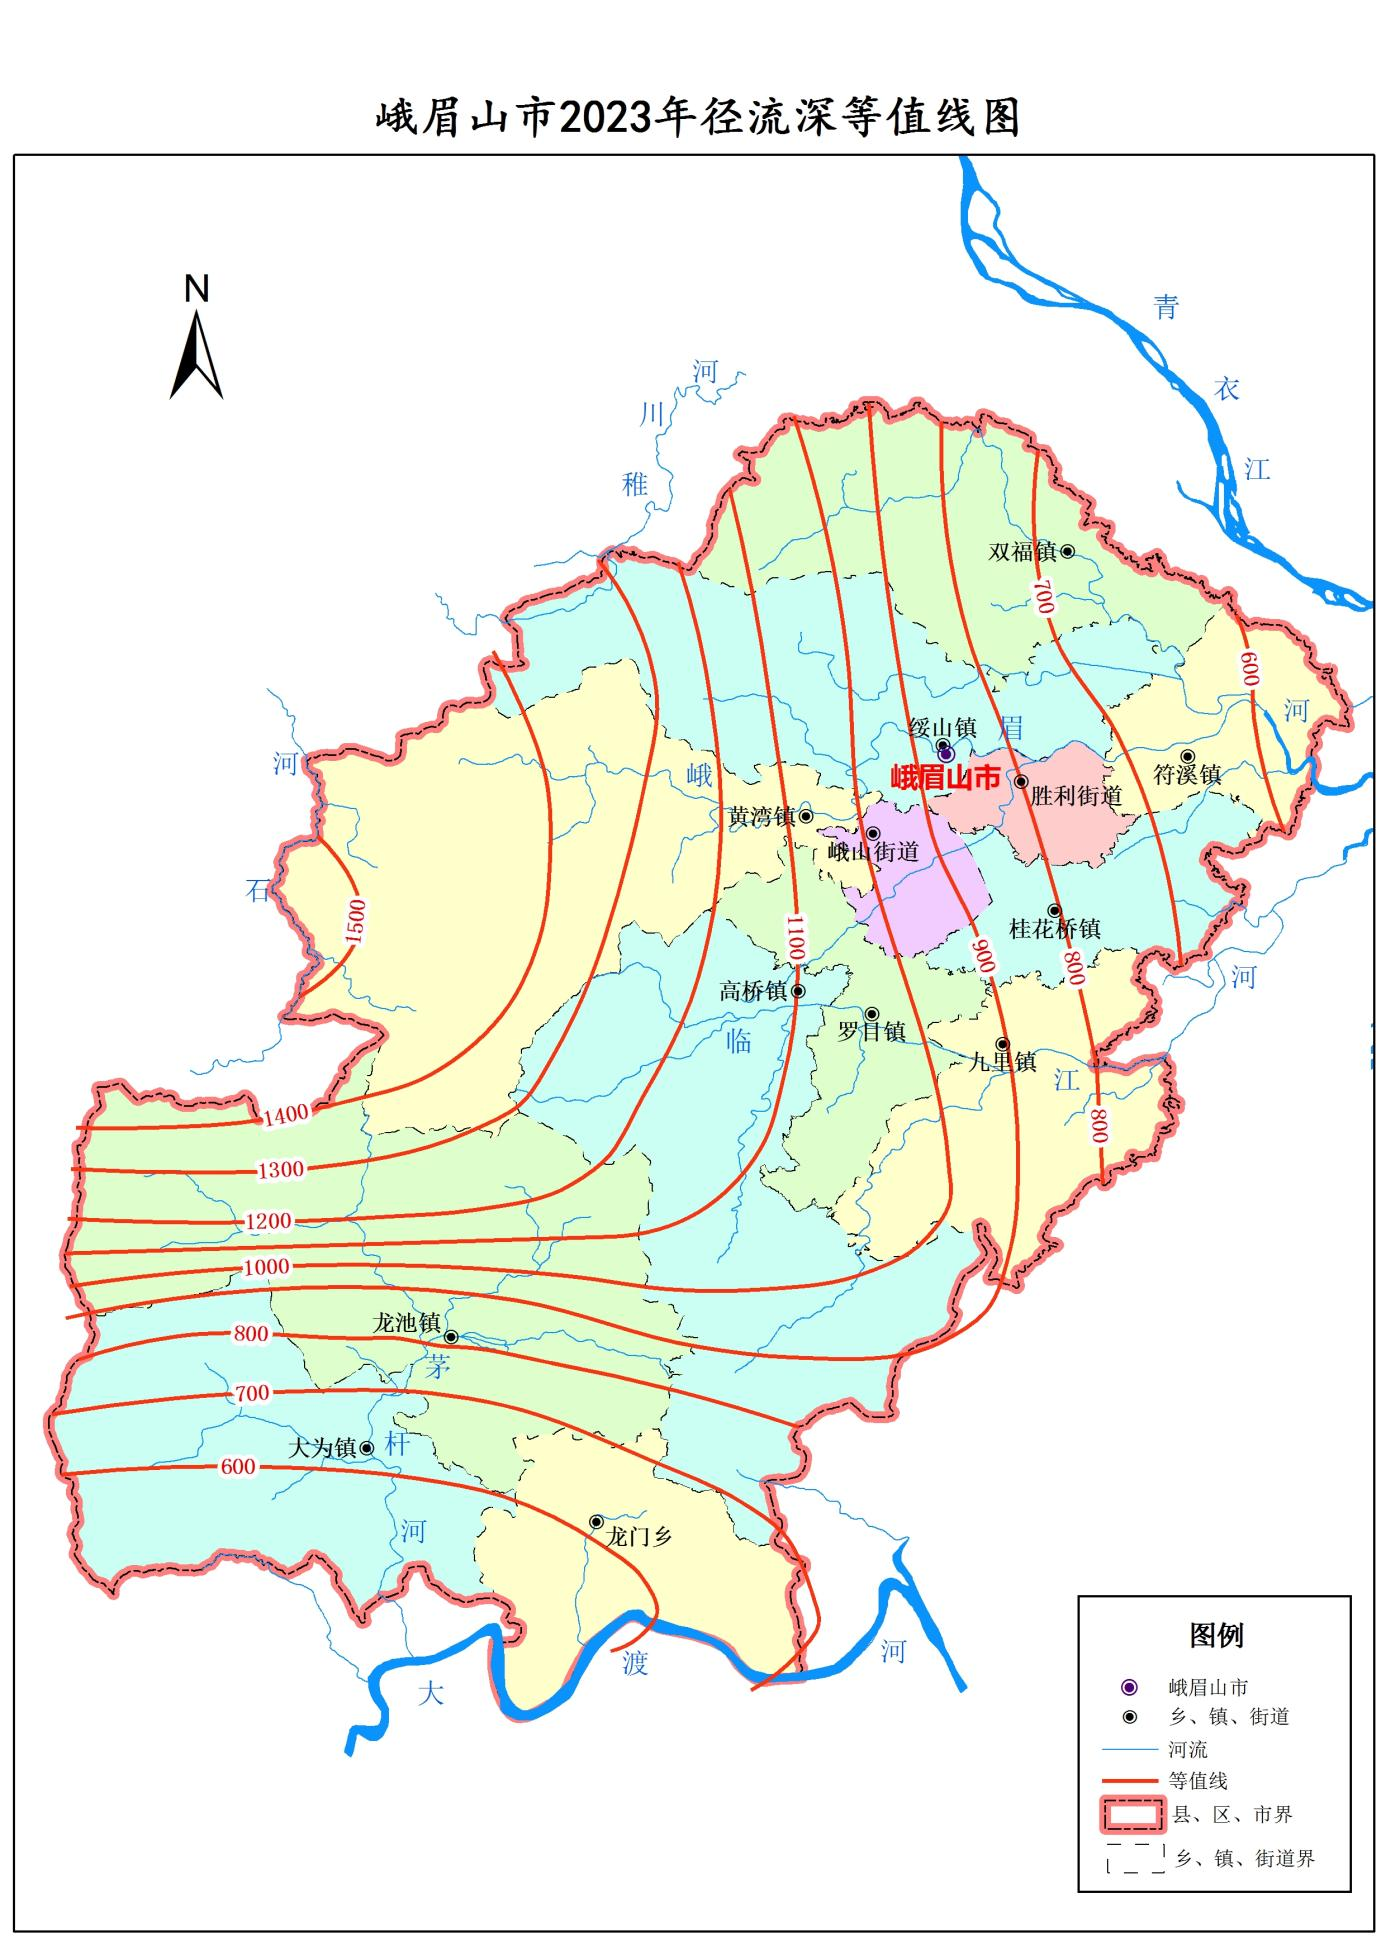 峨眉山市2023年径流深等值线图
N
青
衣
江
河
川
稚
双福镇
700
600
河
绥山镇
眉
峨眉山市
胜利街道
符溪镇
河
峨
黄湾镇
峨山街道
石
1500
1100
桂花桥镇
900
800
河
高桥镇
罗目镇
临
九里镇
江
1400
800
1300
1200
1000
龙池镇
800
茅
700
大为镇
杆
600
河
龙门乡
大
渡
河
图例
峨眉山市
乡、镇、街道
河流
等值线
县、区、市界
乡、镇、街道界